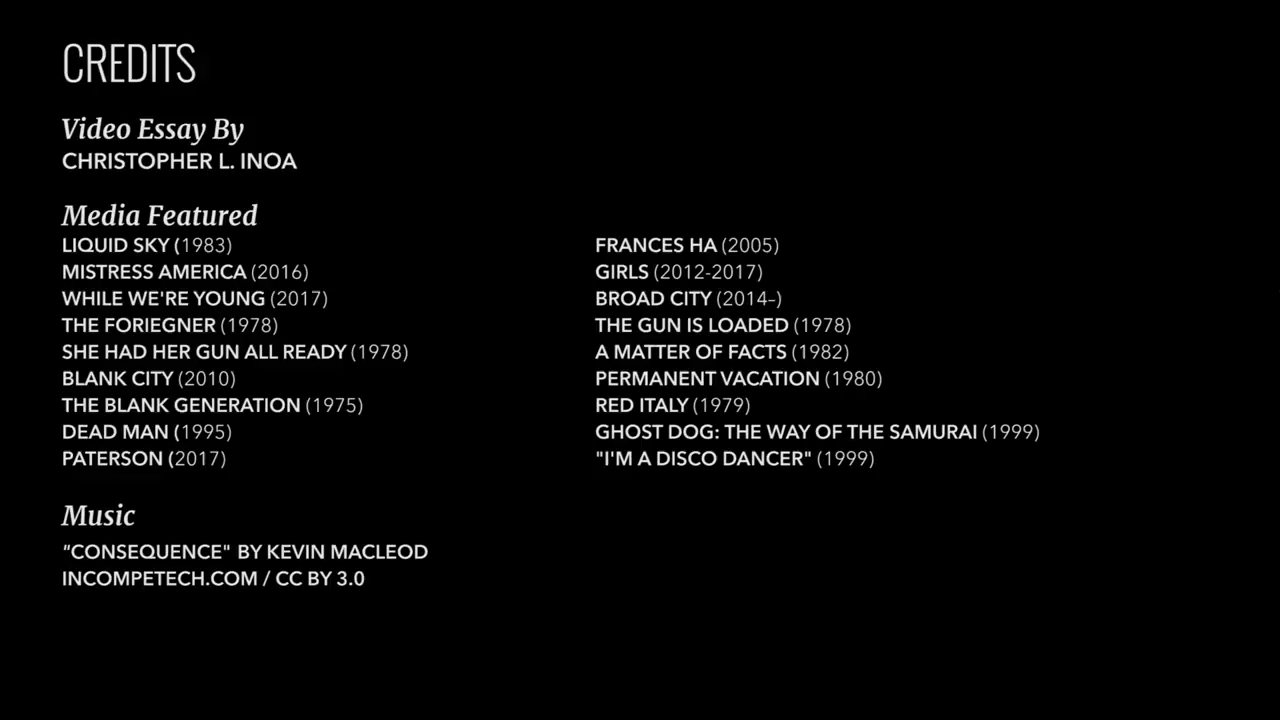 CREDITS
Video Essay By
CHRISTOPHER L. INOA
Media Featured
LIQUID SKY (1983)
MISTRESS AMERICA (2016)
WHILE WE'RE YOUNG (2017)
THE FORIEGNER (1978)
SHE HAD HER GUN ALL READY (1978)
BLANK CITY (2010)
THE BLANK GENERATION (1975)
DEAD MAN (1995)
PATERSON (2017)
FRANCES HA (2005)
GIRLS (2012-2017)
BROAD CITY (2014–)
THE GUN IS LOADED (1978)
A MATTER OF FACTS (1982)
PERMANENT VACATION (1980)
RED ITALY (1979)
GHOST DOG: THE WAY OF THE SAMURAI (1999)
"I'M A DISCO DANCER" (1999)
Music
"CONSEQUENCE" BY KEVIN MACLEOD
INCOMPETECH.COM / CC BY 3.0